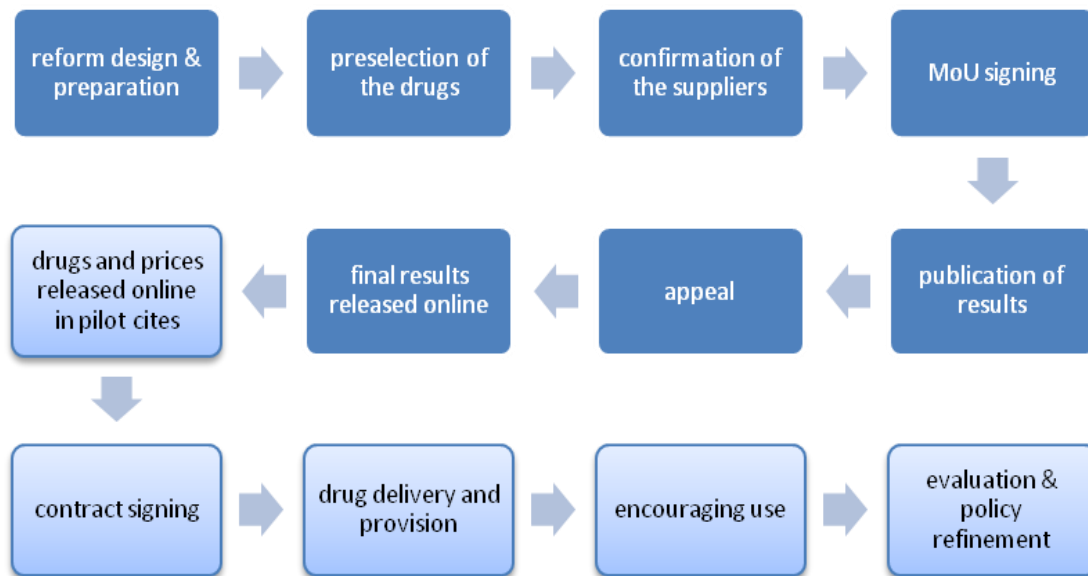 reform design &
preparation
preselection of
the drugs
confirmation of
the suppliers
MoU signing
publication of
results
appeal
final results
released online
drugs and prices
released online
in pilot cites
contract signing
drug delivery and
provision
encouraging use
evaluation &
policy
refinement